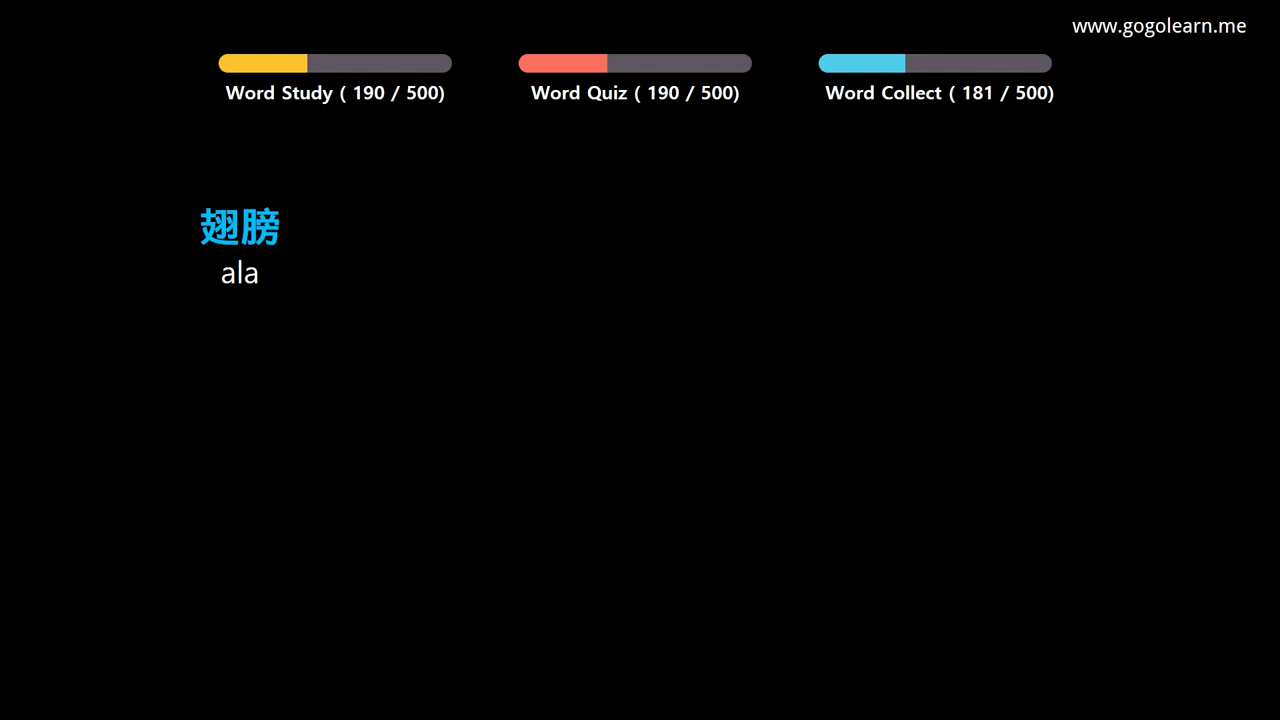 www.gogolearn.me
Word Study ( 190 / 500)
Word Quiz ( 190 / 500)
Word Collect ( 181 / 500)
翅膀
ala